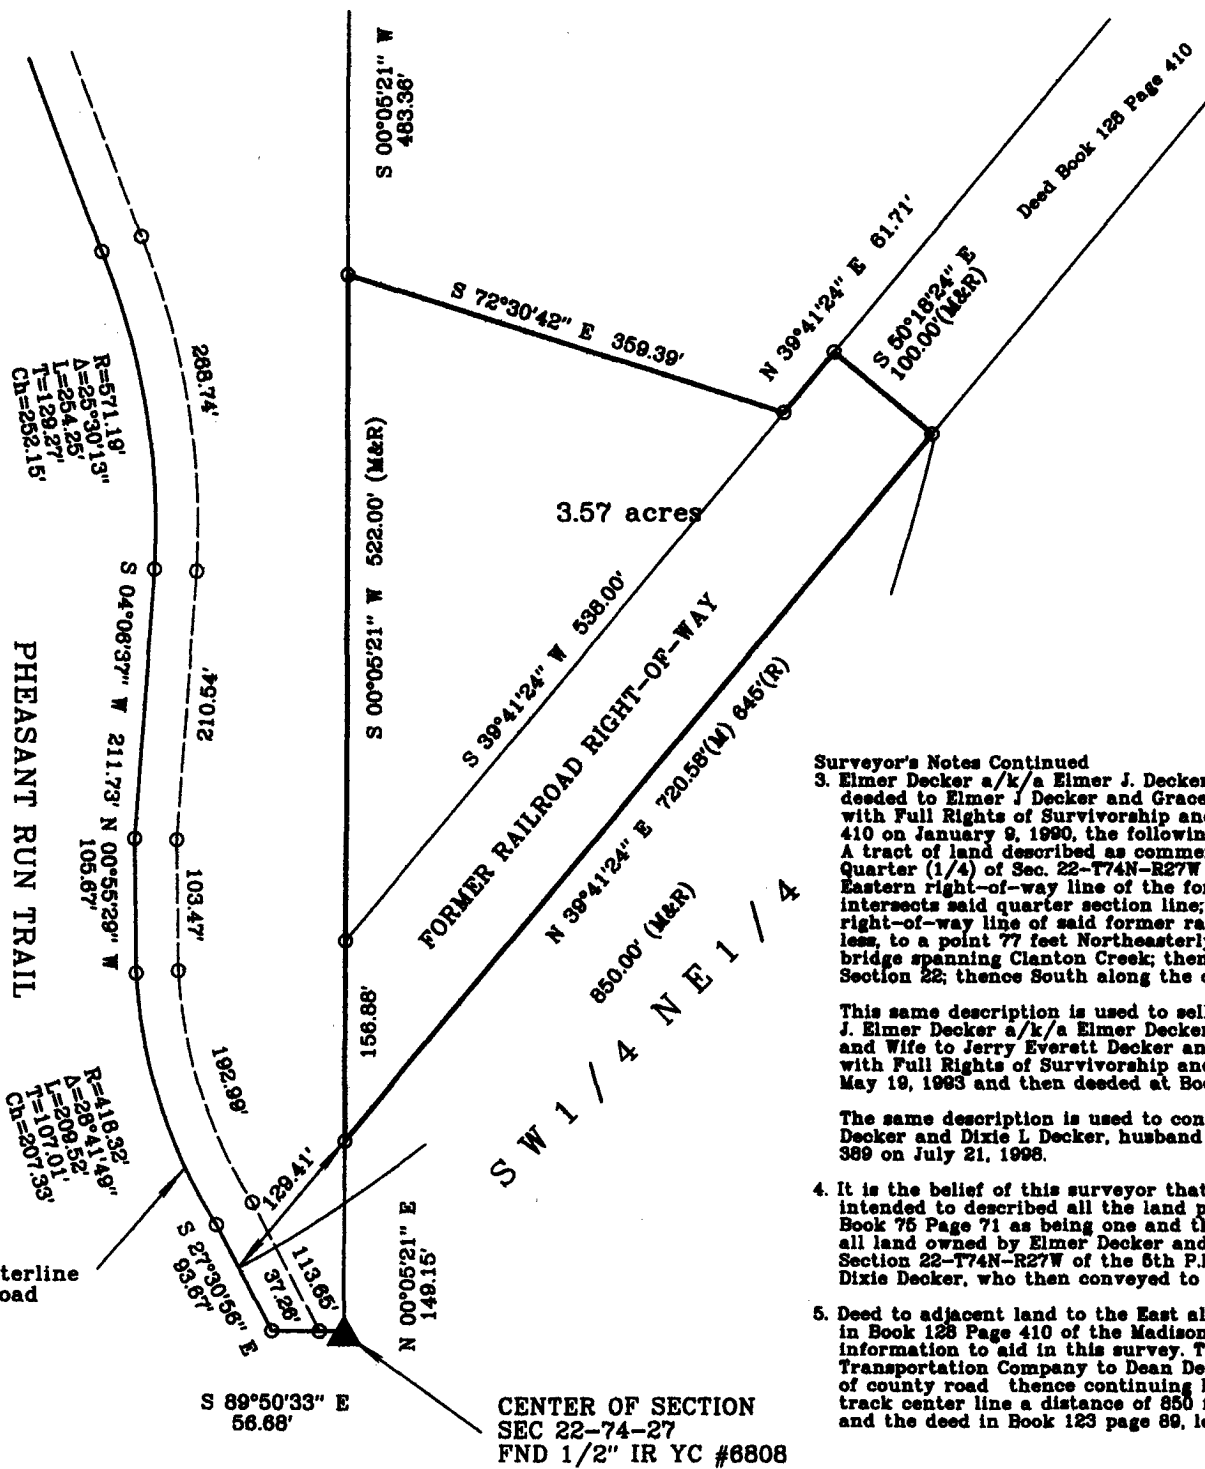 S 00°05'21" W
483.36'
Deed Book 128 Page 410
N 39°41'24" E 61.71'
S 50°18'24" E
100.00'(M&R)
S 72°30'42" E 359.39'
268.74'
R=571.19'
Δ=25°30'13"
L=254.25'
T=129.27'
Ch=252.15'
S 00°05'21" W 522.00' (M&R)
3.57 acres
S 39°41'24" W 538.00'
FORMER RAILROAD RIGHT-OF-WAY
N 39°41'24" E 720.58'(M) 645'(R)
850.00' (M&R)
SW1/4 NE1/4
S 04°06'37" W 211.73'
210.54'
N 00°55'29" W
105.67'
103.47'
PHEASANT RUN TRAIL
156.88'
192.99'
R=418.32'
Δ=28°41'49"
L=209.52'
T=107.01'
Ch=207.33'
129.41'
113.65'
37.26'
S 27°30'56" E
93.67'
N 00°05'21" E
149.15'
terline
oad
S 89°50'33" E
56.68'
CENTER OF SECTION
SEC 22-74-27
FND 1/2" IR YC #6808
Surveyor's Notes Continued
3. Elmer Decker a/k/a Elmer J. Decker
deeded to Elmer J Decker and Grace
with Full Rights of Survivorship and
410 on January 9, 1990, the followin
A tract of land described as comme
Quarter (1/4) of Sec. 22-T74N-R27W
Eastern right-of-way line of the for
intersects said quarter section line;
right-of-way line of said former ra
less, to a point 77 feet Northeasterly
bridge spanning Clanton Creek; then
Section 22; thence South along the
This same description is used to sell
J. Elmer Decker a/k/a Elmer Decker
and Wife to Jerry Everett Decker an
with Full Rights of Survivorship and
May 19, 1993 and then deeded at Boo
The same description is used to con
Decker and Dixie L Decker, husband
389 on July 21, 1998.
4. It is the belief of this surveyor that
intended to described all the land p
Book 75 Page 71 as being one and th
all land owned by Elmer Decker and
Section 22-T74N-R27W of the 5th P.
Dixie Decker, who then conveyed to
5. Deed to adjacent land to the East al
in Book 128 Page 410 of the Madison
information to aid in this survey. T
Transportation Company to Dean De
of county road thence continuing
track center line a distance of 850
and the deed in Book 123 page 89, le